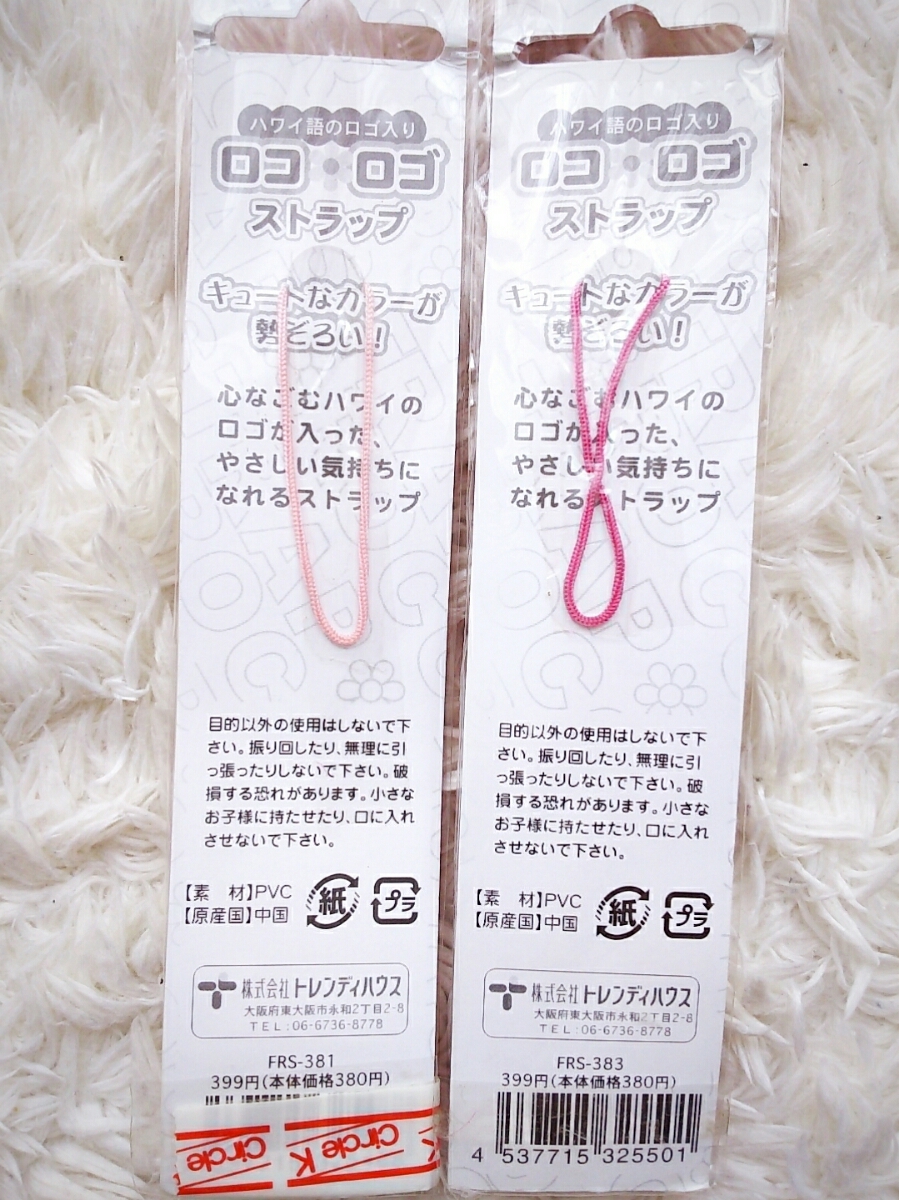 ハワイ語のロゴ入り
ロコ・ロゴ
ストラップ
キュートなカラーが
勢ぞろい!
心なごむハワイの
ロゴが入った、
やさしい気持ちに
なれるストラップ
目的以外の使用はしないで下
さい。振り回したり、無理に引
っ張ったりしないで下さい。破
損する恐れがあります。小さな
お子様に持たせたり、口に入れ
させないで下さい。
【素　材】PVC
【原産国】中国
紙
プラ
株式会社トレンディハウス
大阪府東大阪市永和2丁目2-8
TEL:06-6736-8778
FRS-381
399円(本体価格380円)
Circle K
Circle K
ハワイ語のロゴ入り
ロコ・ロゴ
ストラップ
キュートなカラーが
勢ぞろい!
心なごむハワイの
ロゴが入った、
やさしい気持ちに
なれるストラップ
目的以外の使用はしないで下
さい。振り回したり、無理に引
っ張ったりしないで下さい。破
損する恐れがあります。小さな
お子様に持たせたり、口に入れ
させないで下さい。
【素　材】PVC
【原産国】中国
紙
プラ
株式会社トレンディハウス
大阪府東大阪市永和2丁目2-8
TEL:06-6736-8778
FRS-383
399円(本体価格380円)
4 537715 325501